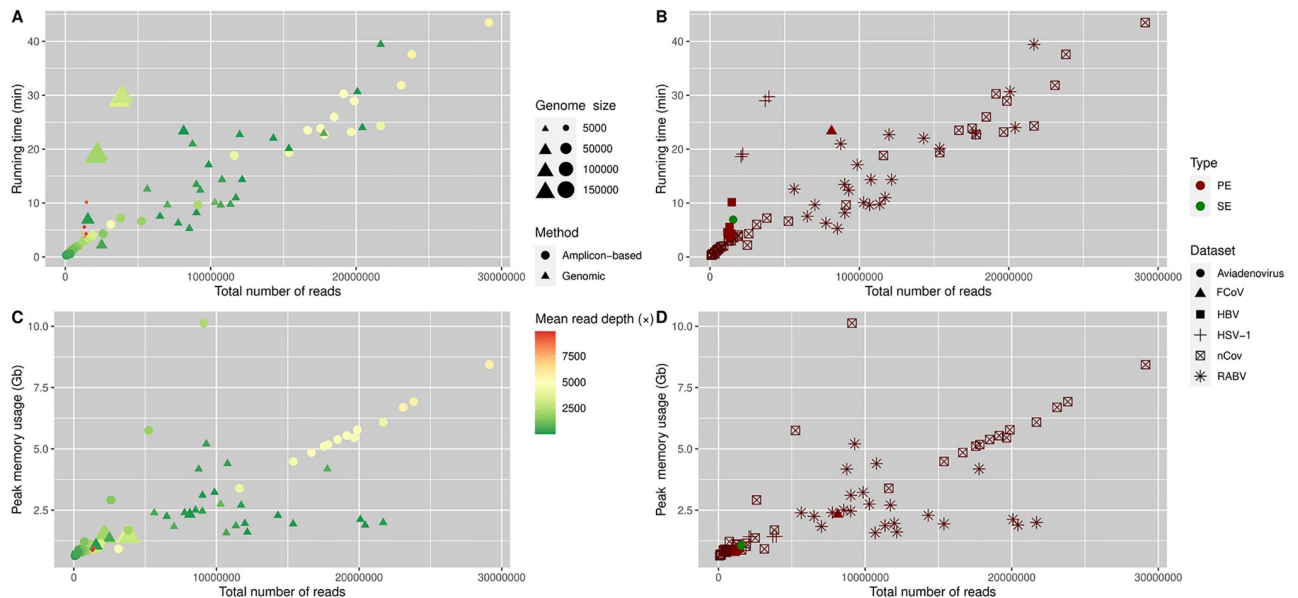 A
Running time (min)
40
30
20
10
0
0 10000000 20000000 30000000
Total number of reads
Genome size
5000
50000
100000
150000
Method
Amplicon-based
Genomic
B
Running time (min)
40
30
20
10
0
0 10000000 20000000 30000000
Total number of reads
Type
PE
SE
Dataset
Aviadenovirus
FCoV
HBV
HSV-1
nCov
RABV
C
Peak memory usage (Gb)
10.0
7.5
5.0
2.5
0 10000000 20000000 30000000
Total number of reads
Mean read depth (×)
7500
5000
2500
D
Peak memory usage (Gb)
10.0
7.5
5.0
2.5
0 10000000 20000000 30000000
Total number of reads